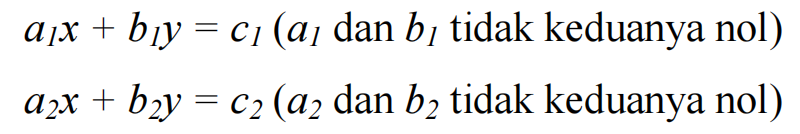 a₁x + b₁y = c₁ (a₁ dan b₁ tidak keduanya nol)
a₂x + b₂y = c₂ (a₂ dan b₂ tidak keduanya nol)